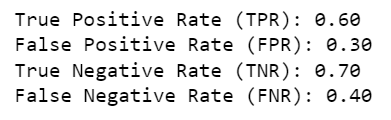 True Positive Rate (TPR): 0.60
False Positive Rate (FPR): 0.30
True Negative Rate (TNR): 0.70
False Negative Rate (FNR): 0.40